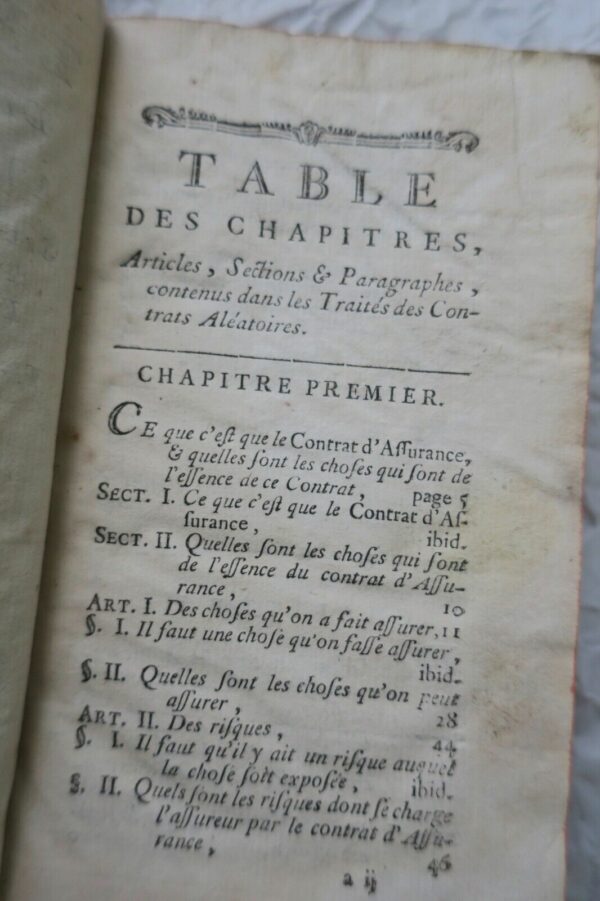 TABLE
DES CHAPITRES,
Articles, Sections & Paragraphes,
contenus dans les Traités des Con-
trats Aléatoires.
CHAPITRE PREMIER.
CE que c'eſt que le Contrat d'Aſſurance,
& quelles ſont les choſes qui ſont de
l'eſſence de ce Contrat, page 5
SECT. I. Ce que c'eſt que le Contrat d'Aſ-
ſurance, ibid.
SECT. II. Quelles ſont les choſes qui ſont
de l'eſſence du contrat d'Aſſu-
rance, 10
ART. I. Des choſes qu'on a fait aſſurer, 11
§. I. Il faut une choſe qu'on faſſe aſſurer,
ibid.
§. II. Quelles ſont les choſes qu'on peut
aſſurer, 28
ART. II. Des riſques, 44
§. I. Il faut qu'il y ait un riſque auquel
la choſe ſoit expoſée, ibid.
§. II. Quels ſont les riſques dont ſe charge
l'aſſureur par le contrat d'Aſſu-
rance, 46
a ij